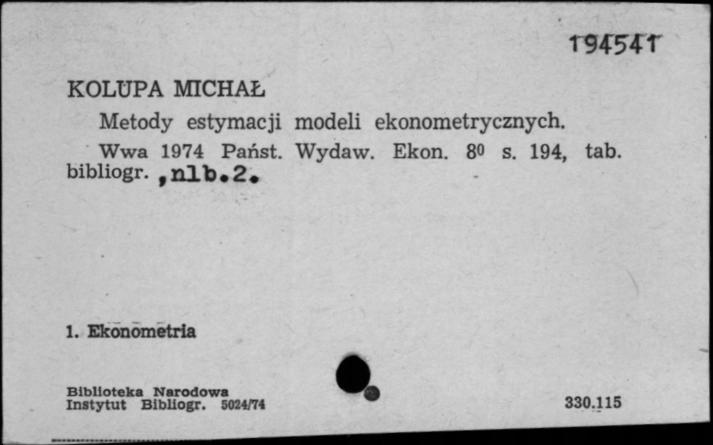 194541
KOLUPA MICHAŁ
Metody estymacji modeli ekonometrycznych.
Wwa 1974 Państ. Wydaw. Ekon. 8⁰ s. 194, tab.
bibliogr. , nlb.2.
1. Ekonometria
Biblioteka Narodowa
Instytut Bibliogr. 5024/74
330.115